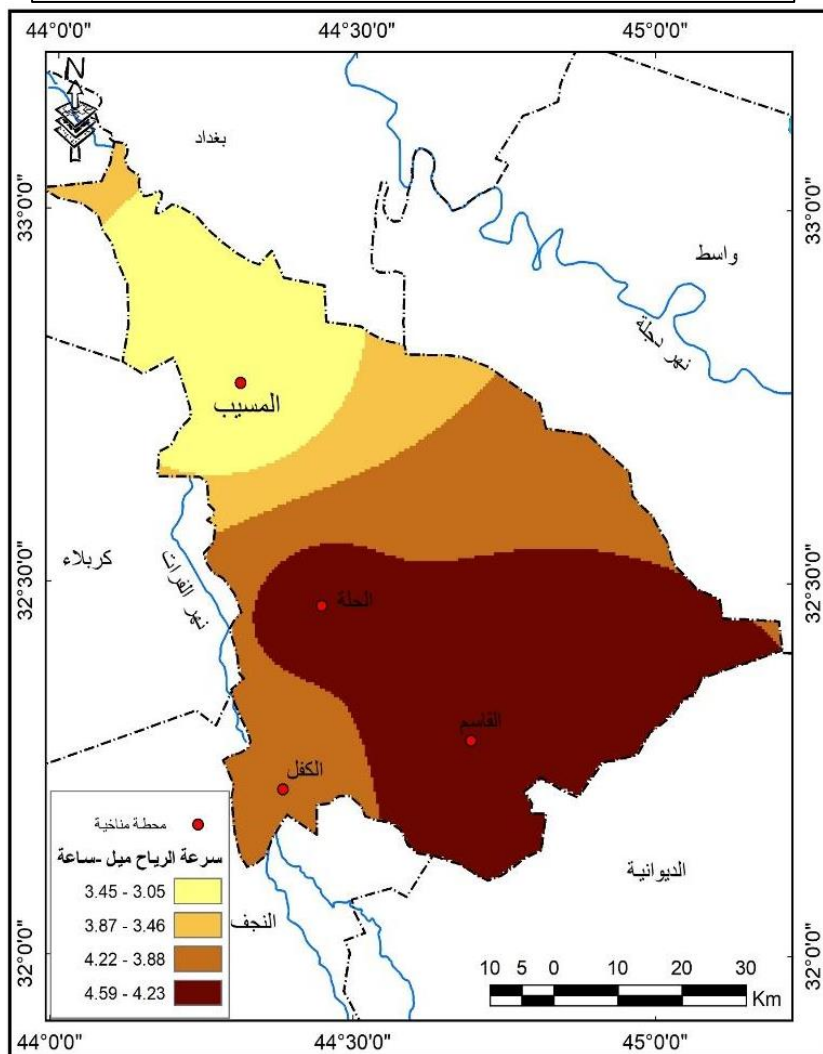 44°0'0"
44°30'0"
45°0'0"
N
بغداد
33°0'0"
33°0'0"
واسط
نهر دجلة
المسيب
كربلاء
نهر الفرات
32°30'0"
32°30'0"
الحلة
القاسم
الكفل
الديوانية
النجف
محطة مناخية
سرعة الرياح ميل -ساعة
3.45 - 3.05
3.87 - 3.46
4.22 - 3.88
4.59 - 4.23
32°0'0"
32°0'0"
10 5 0 10 20 30
Km
44°0'0"
44°30'0"
45°0'0"